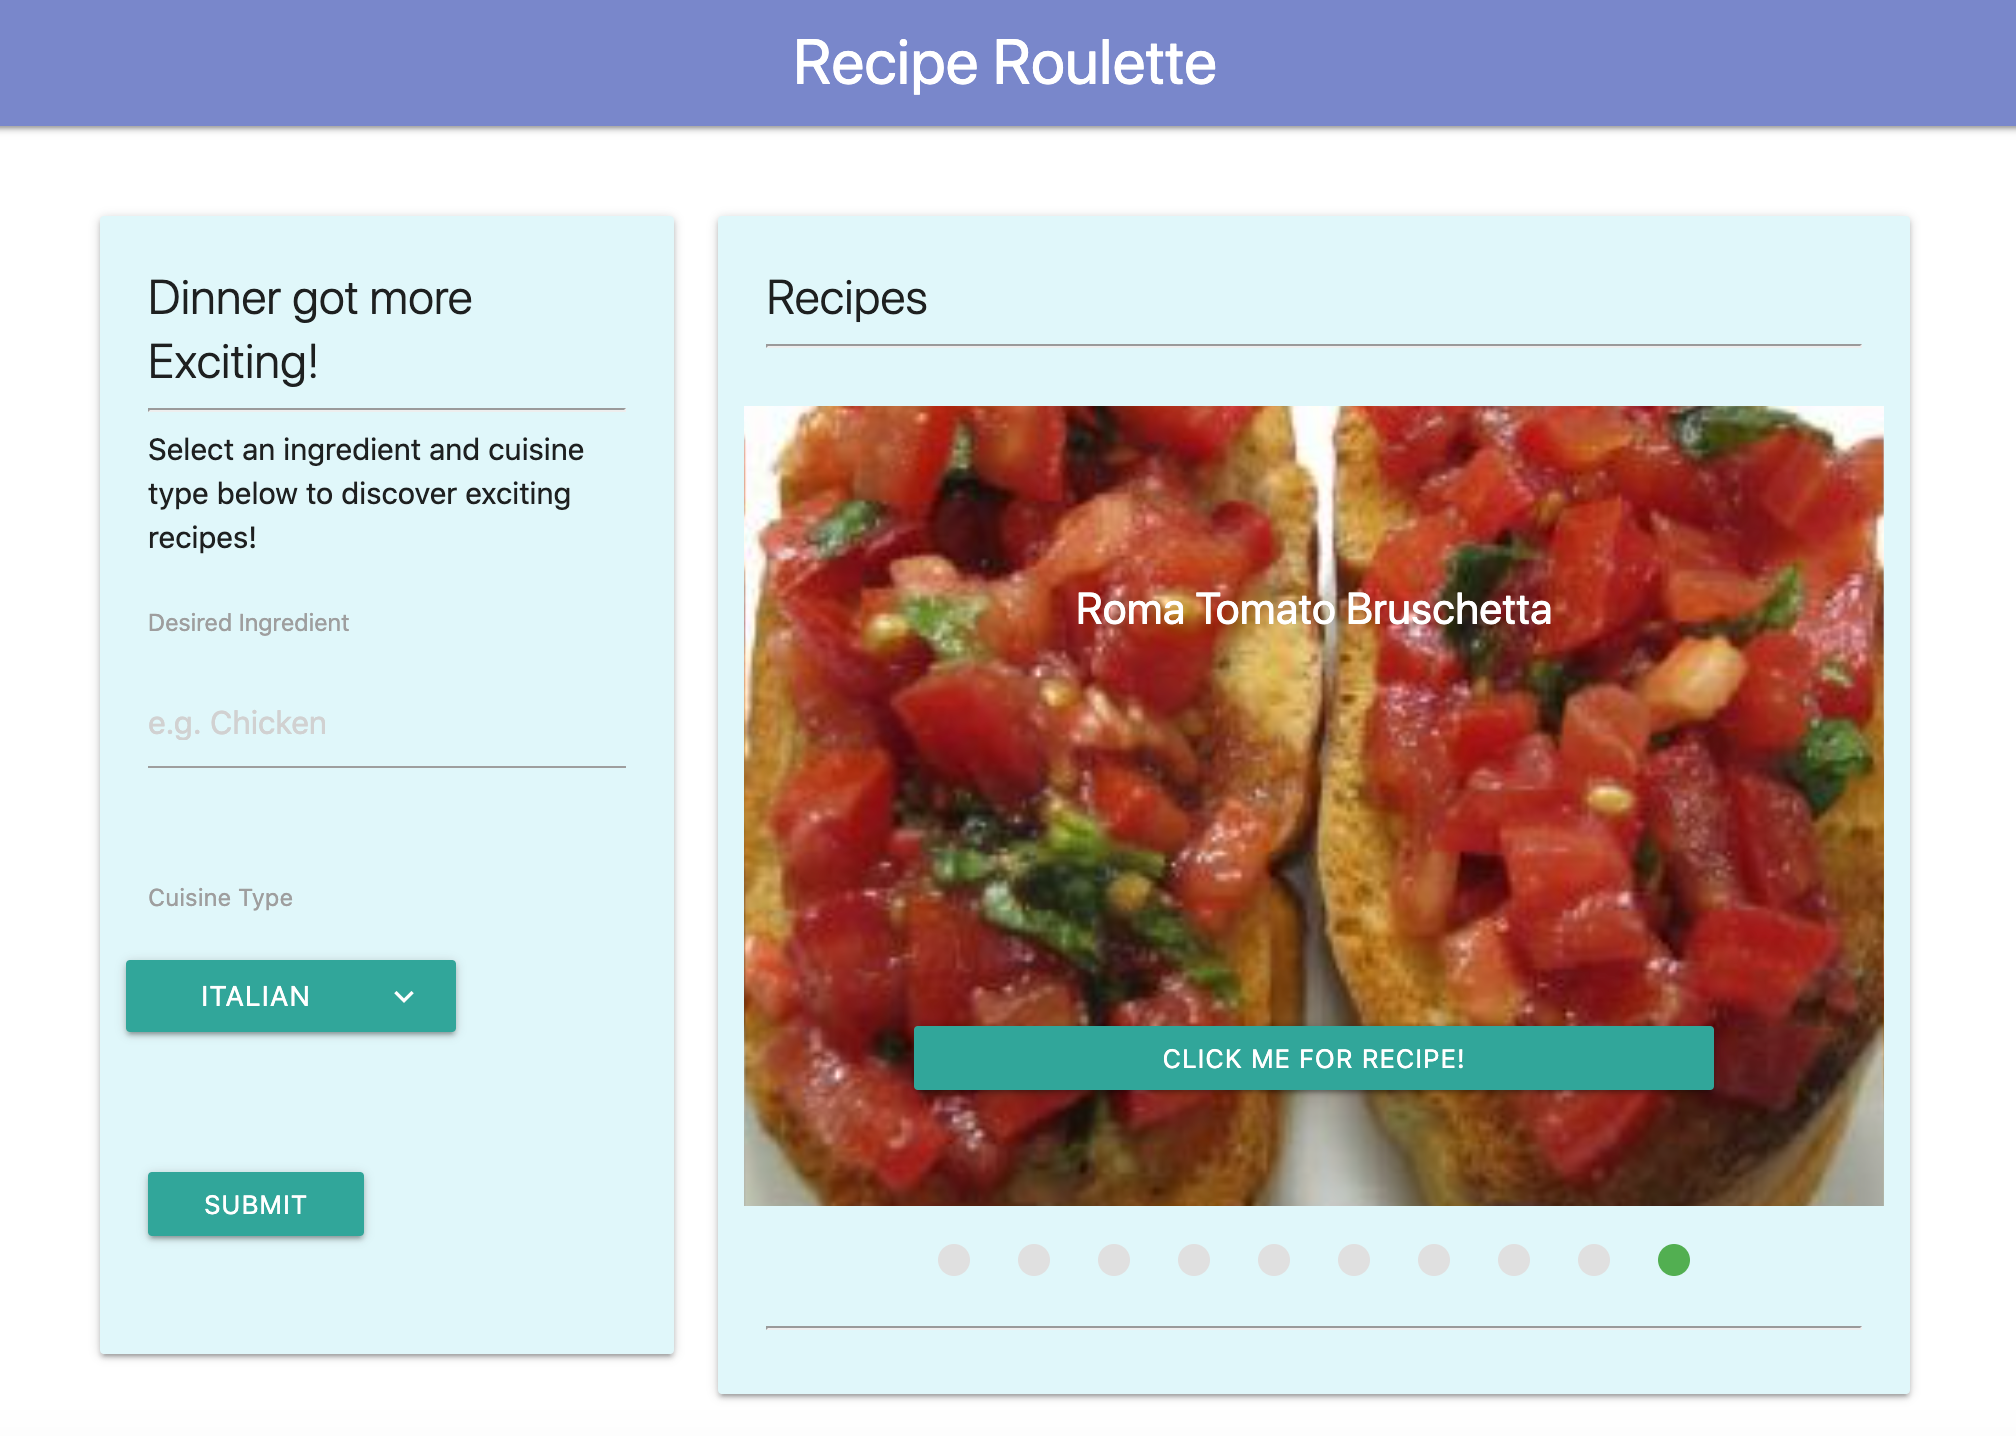 Recipe Roulette
Dinner got more
Exciting!
Select an ingredient and cuisine
type below to discover exciting
recipes!
Desired Ingredient
e.g. Chicken
Cuisine Type
ITALIAN
SUBMIT
Recipes
Roma Tomato Bruschetta
CLICK ME FOR RECIPE!